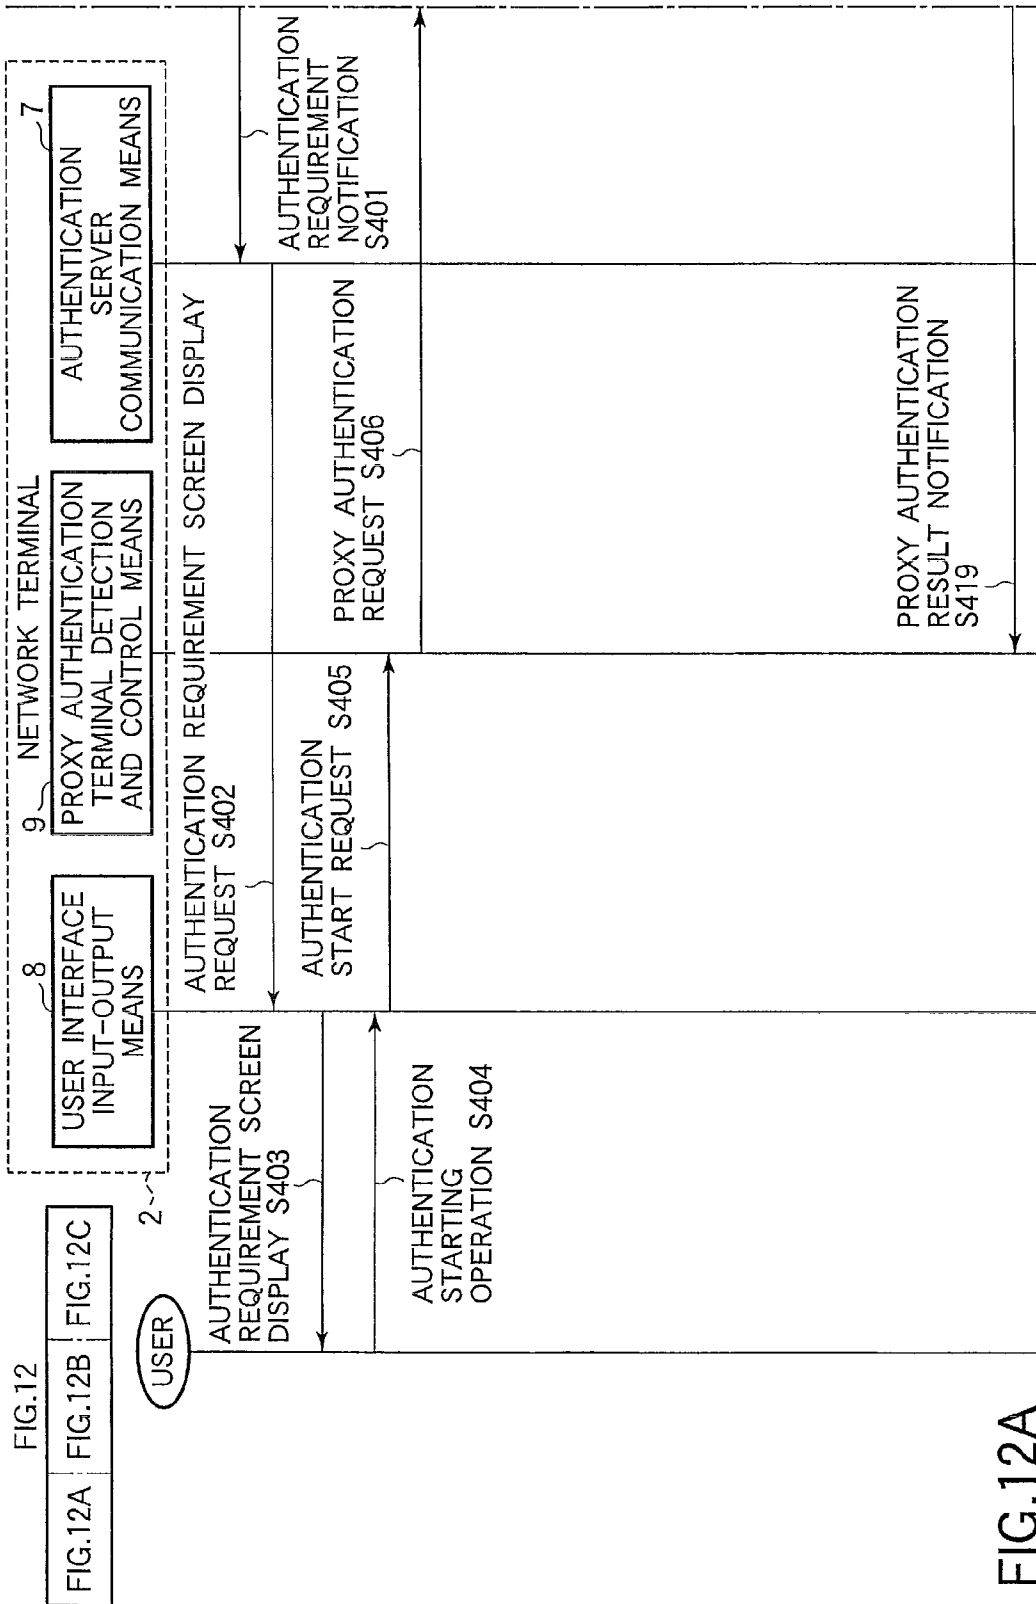 FIG.12
FIG.12A
FIG.12B
FIG.12C
NETWORK TERMINAL
2
8
USER INTERFACE
INPUT-OUTPUT
MEANS
9
PROXY AUTHENTICATION
TERMINAL DETECTION
AND CONTROL MEANS
7
AUTHENTICATION
SERVER
COMMUNICATION MEANS
USER
AUTHENTICATION
REQUIREMENT
NOTIFICATION
S401
AUTHENTICATION REQUIREMENT SCREEN DISPLAY
REQUEST S402
AUTHENTICATION
REQUIREMENT SCREEN
DISPLAY S403
AUTHENTICATION
STARTING
OPERATION S404
AUTHENTICATION
START REQUEST S405
PROXY AUTHENTICATION
REQUEST S406
PROXY AUTHENTICATION
RESULT NOTIFICATION
S419
FIG.12A